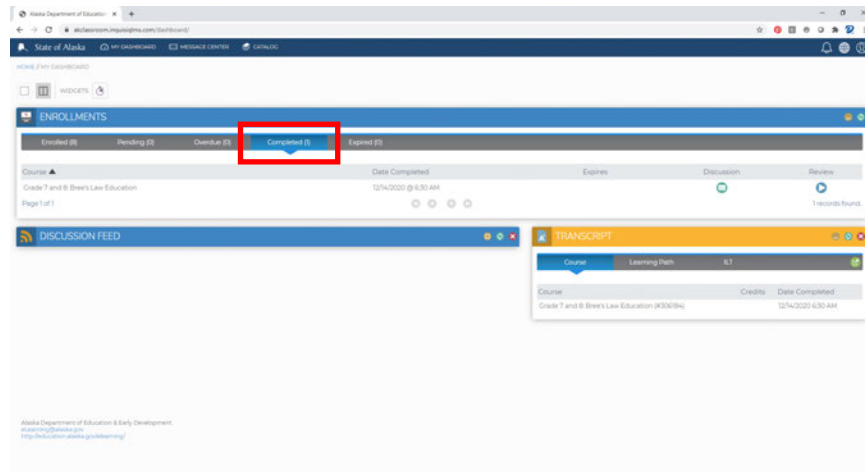 Alaska Department of Education
akclassroom.inquisiqlms.com/dashboard/
State of Alaska MY DASHBOARD MESSAGE CENTER CATALOG
HOME / MY DASHBOARD
WIDGETS
ENROLLMENTS
Enrolled (8) Pending (0) Overdue (0) Completed (1) Expired (0)
Course Date Completed Expires Discussion Review
Grade 7 and 8: Bree's Law Education 12/14/2020 @ 6:30 AM
Page 1 of 1 1 records found.
DISCUSSION FEED
TRANSCRIPT
Course Learning Path ILT
Course Credits Date Completed
Grade 7 and 8: Bree's Law Education (#306184) 12/14/2020 6:30 AM
Alaska Department of Education & Early Development
eLearning@alaska.gov
http://education.alaska.gov/elearning/